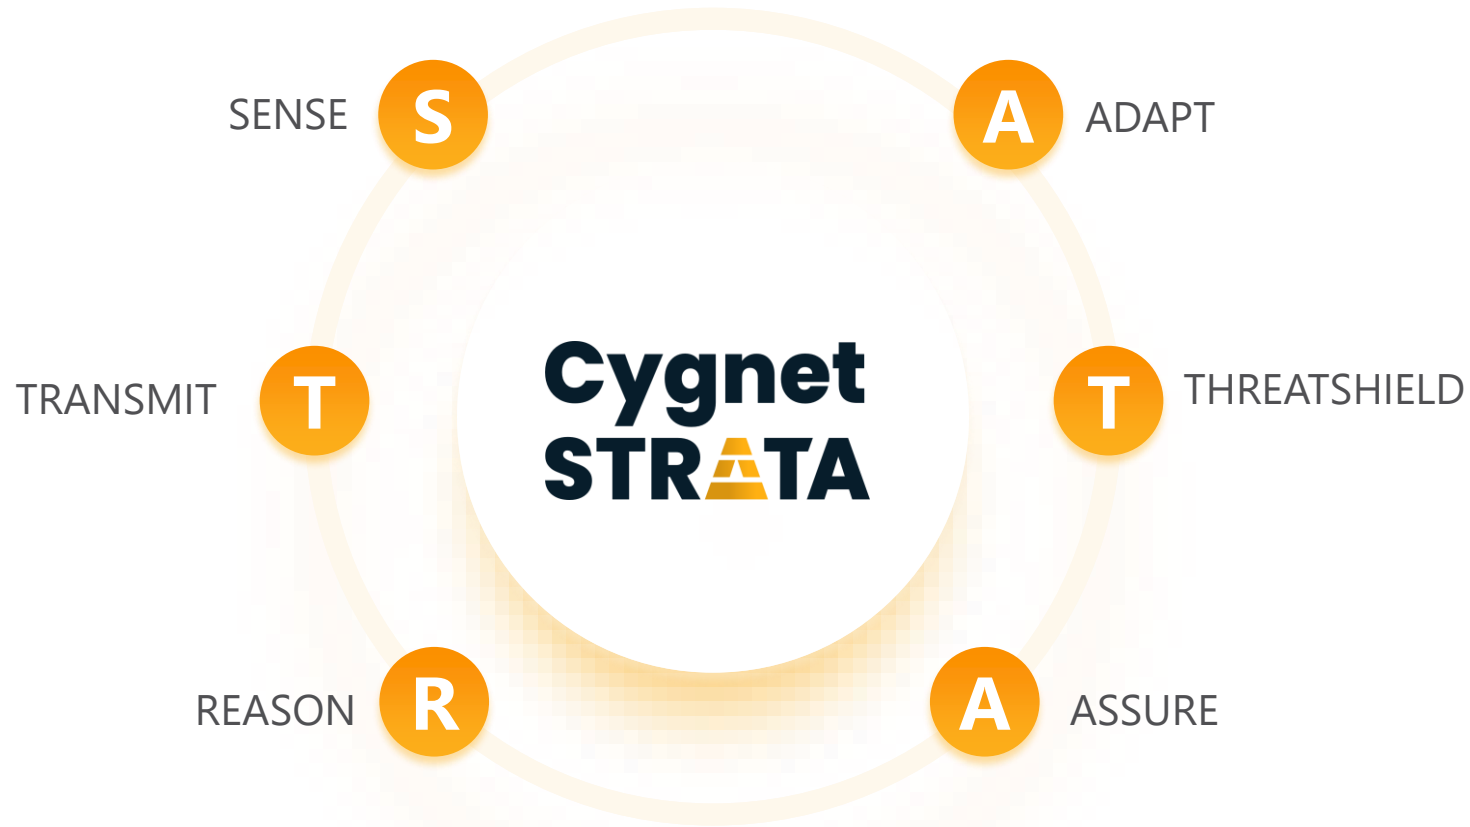 S
SENSE
T
TRANSMIT
R
REASON
A
ADAPT
T
THREATSHIELD
A
ASSURE
Cygnet
STRATA